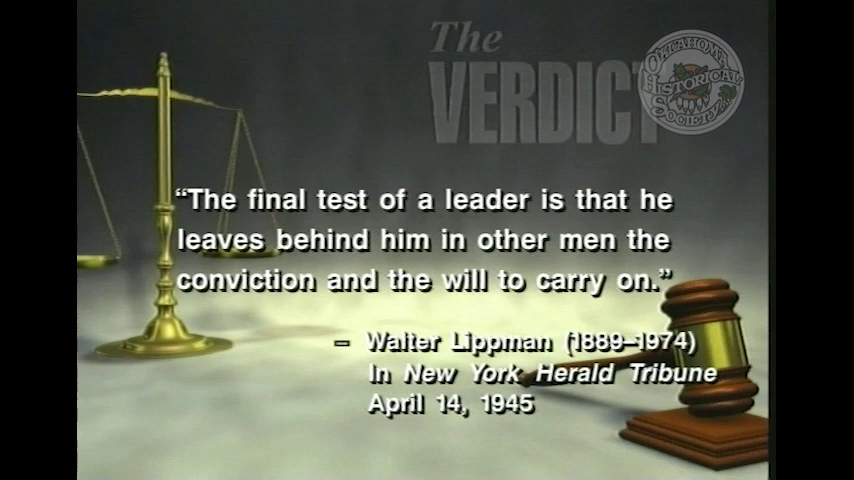 The
VERDICT
OKLAHOMA
HISTORICAL
SOCIETY
“The final test of a leader is that he
leaves behind him in other men the
conviction and the will to carry on.”
– Walter Lippman (1889–1974)
In New York Herald Tribune
April 14, 1945